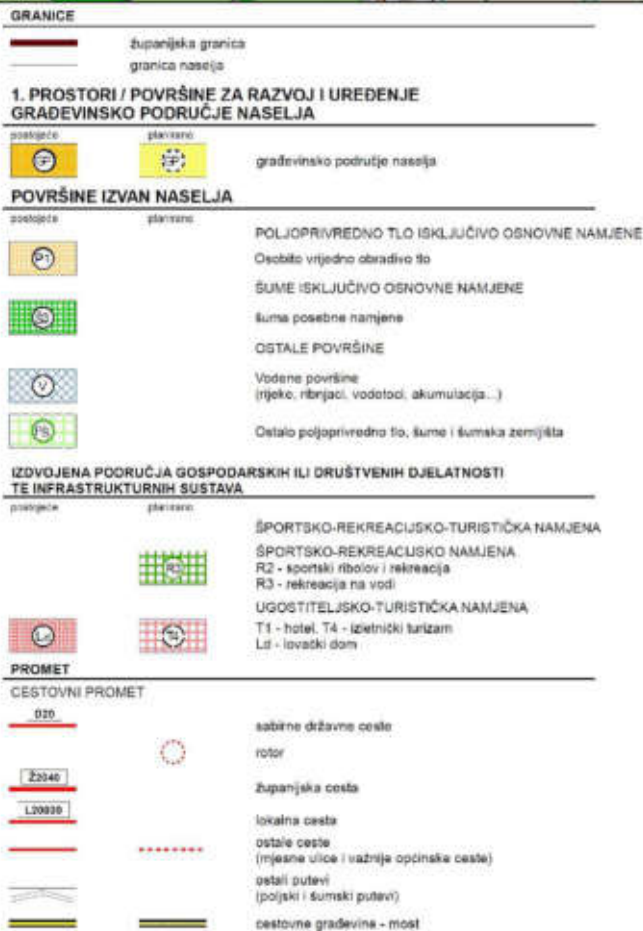 GRANICE
županijska granica
granica naselja
1. PROSTORI / POVRŠINE ZA RAZVOJ I UREĐENJE
GRAĐEVINSKO PODRUČJE NASELJA
postojeće planirano
GP GP građevinsko područje naselja
POVRŠINE IZVAN NASELJA
postojeće planirano
POLJOPRIVREDNO TLO ISKLJUČIVO OSNOVNE NAMJENE
P1 Osobito vrijedno obradivo tlo
ŠUME ISKLJUČIVO OSNOVNE NAMJENE
šuma posebne namjene
OSTALE POVRŠINE
V Vodene površine
(rijeke, ribnjaci, vodotoci, akumulacija...)
PŠ Ostalo poljoprivredno tlo, šume i šumska zemljišta
IZDVOJENA PODRUČJA GOSPODARSKIH ILI DRUŠTVENIH DJELATNOSTI
TE INFRASTRUKTURNIH SUSTAVA
postojeće planirano
ŠPORTSKO-REKREACIJSKO-TURISTIČKA NAMJENA
ŠPORTSKO-REKREACIJSKO NAMJENA
R2 - sportski ribolov i rekreacija
R3 R3 - rekreacija na vodi
UGOSTITELJSKO-TURISTIČKA NAMJENA
Ld T4 T1 - hotel, T4 - izletnički turizam
Ld - lovački dom
PROMET
CESTOVNI PROMET
D20 sabirne državne ceste
rotor
Ž2040 županijska cesta
L20030 lokalna cesta
ostale ceste
(mjesne ulice i važnije općinske ceste)
ostali putevi
(poljski i šumski putevi)
cestovne građevine - most